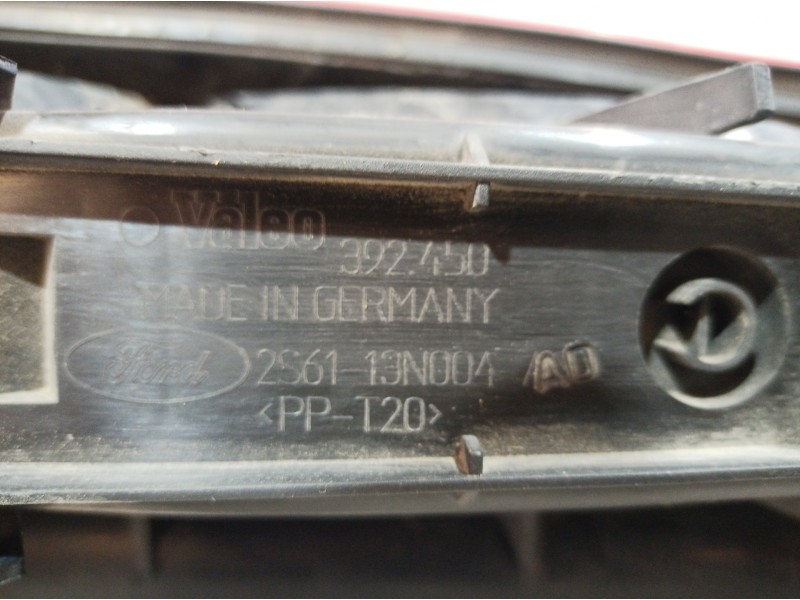 Valeo
392.450
MADE IN GERMANY
Ford 2S61-13N004 AD
<PP-T20>